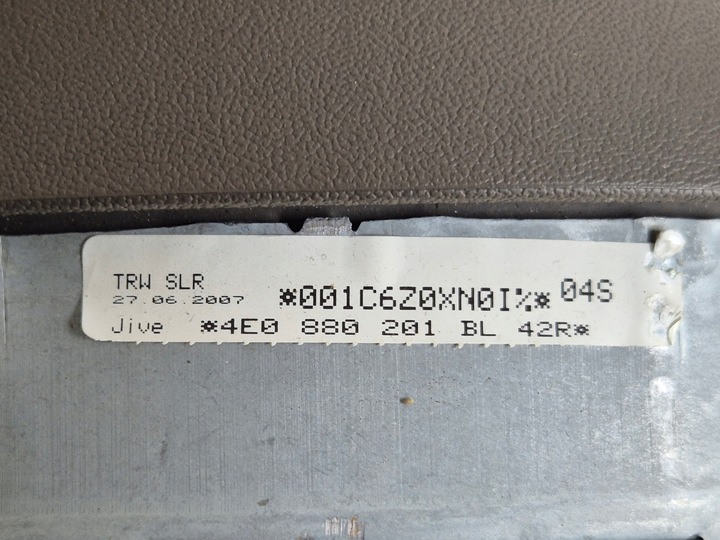 TRW SLR
27.06.2007 *001C6Z0XN0I%* 04S
Jive *4E0 880 201 BL 42R*